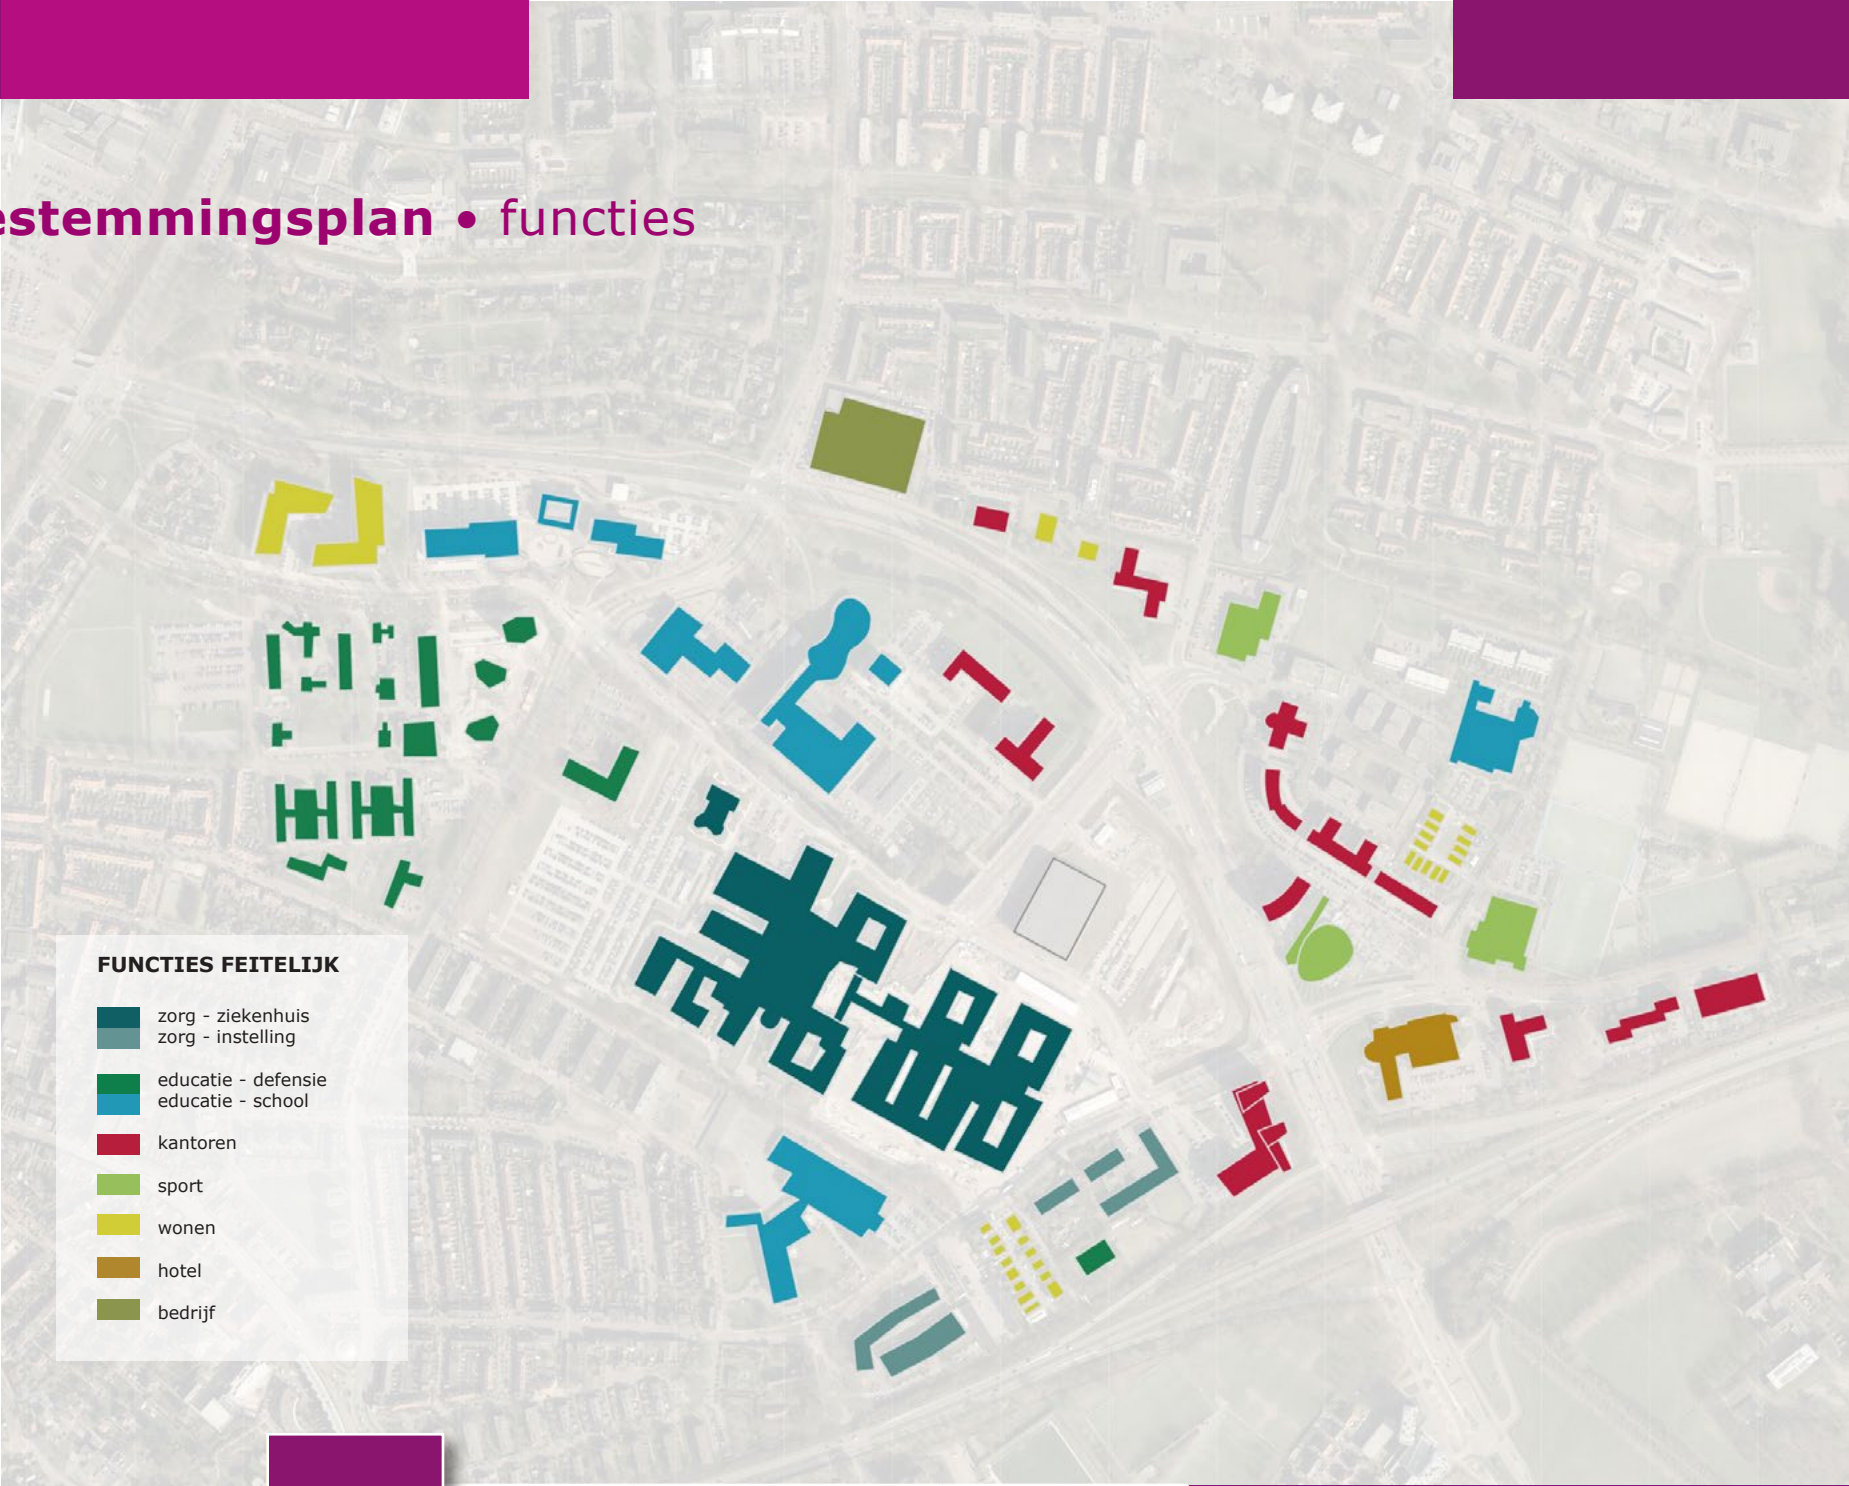 estemmingsplan • functies
FUNCTIES FEITELIJK
zorg - ziekenhuis
zorg - instelling
educatie - defensie
educatie - school
kantoren
sport
wonen
hotel
bedrijf